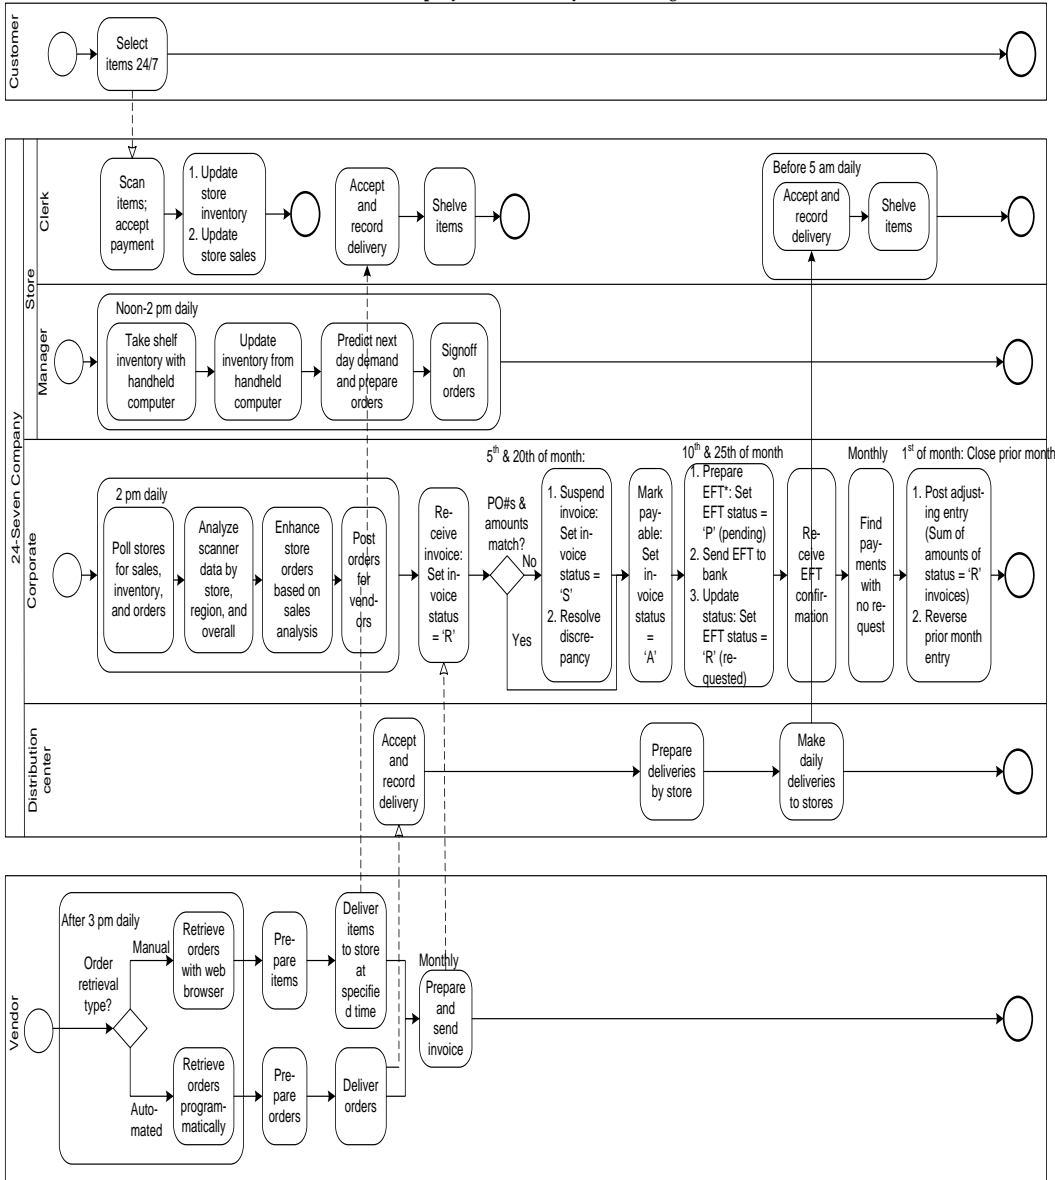 Customer
Select
items 24/7
24-Seven Company
Store
Clerk
Scan
items;
accept
payment
1. Update
store
inventory
2. Update
store sales
Accept
and
record
delivery
Shelve
items
Before 5 am daily
Accept and
record
delivery
Shelve
items
Manager
Noon-2 pm daily
Take shelf
inventory with
handheld
computer
Update
inventory from
handheld
computer
Predict next
day demand
and prepare
orders
Signoff
on
orders
Corporate
2 pm daily
Poll stores
for sales,
inventory,
and orders
Analyze
scanner
data by
store,
region, and
overall
Enhance
store
orders
based on
sales
analysis
Post
orders for
vend-
ors
Re-
ceive
invoice:
Set in-
voice
status
= ‘R’
PO#s &
amounts
match?
No
Yes
5th & 20th of month:
1. Suspend
invoice:
Set in-
voice
status =
‘S’
2. Resolve
discre-
pancy
Mark
pay-
able:
Set
in-
voice
status
=
‘A’
10th & 25th of month
1. Prepare
EFT*: Set
EFT status =
‘P’ (pending)
2. Send EFT to
bank
3. Update
status: Set
EFT status =
‘R’ (re-
quested)
Re-
ceive
EFT
confir-
mation
Monthly
Find
pay-
ments
with
no re-
quest
1st of month: Close prior month
1. Post adjust-
ing entry
(Sum of
amounts of
status = ‘R’
invoices)
2. Reverse
prior month
entry
Distribution
center
Accept
and
record
delivery
Prepare
deliveries
by store
Make
daily
deliveries
to stores
Vendor
After 3 pm daily
Order
retrieval
type?
Manual
Auto-
mated
Retrieve
orders
with web
browser
Pre-
pare
items
Deliver
items
to store
at
specifie
d time
Retrieve
orders
program-
matically
Pre-
pare
orders
Deliver
orders
Monthly
Prepare
and
send
invoice